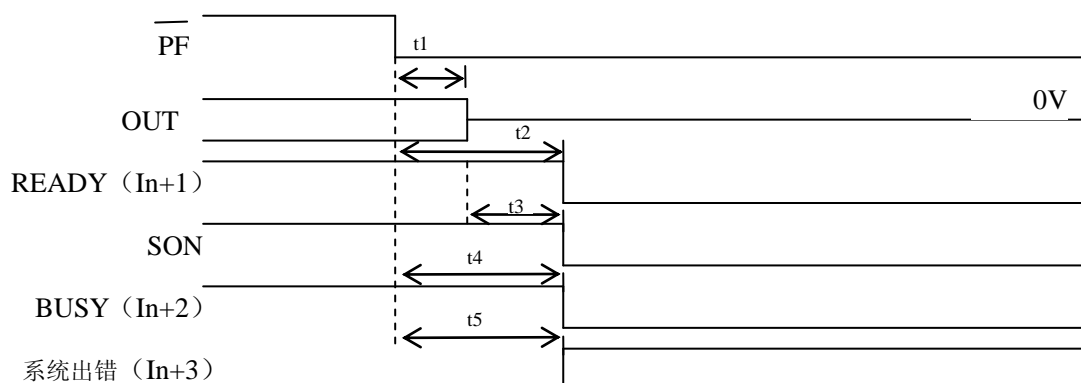 PF
t1
0V
OUT
t2
READY（In+1）
t3
SON
t4
BUSY（In+2）
t5
系统出错（In+3）